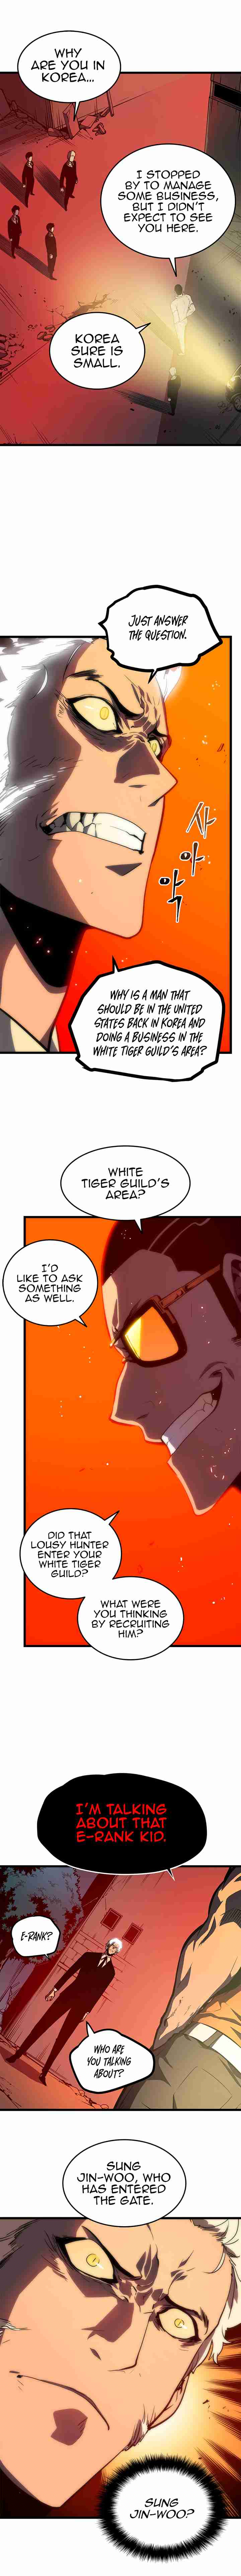 WHY
ARE YOU IN
KOREA...
I STOPPED
BY TO MANAGE
SOME BUSINESS,
BUT I DIDN'T
EXPECT TO SEE
YOU HERE.
KOREA
SURE IS
SMALL.
JUST ANSWER
THE QUESTION.
사
아
악
WHY IS A MAN THAT
SHOULD BE IN THE UNITED
STATES BACK IN KOREA AND
DOING A BUSINESS IN THE
WHITE TIGER GUILD'S AREA?
WHITE
TIGER GUILD'S
AREA?
I'D
LIKE TO ASK
SOMETHING
AS WELL.
DID THAT
LOUSY HUNTER
ENTER YOUR
WHITE TIGER
GUILD?
WHAT WERE
YOU THINKING
BY RECRUITING
HIM?
I'M TALKING
ABOUT THAT
E-RANK KID.
E-RANK?
WHO ARE
YOU TALKING
ABOUT?
SUNG
JIN-WOO, WHO
HAS ENTERED
THE GATE.
SUNG
JIN-WOO?